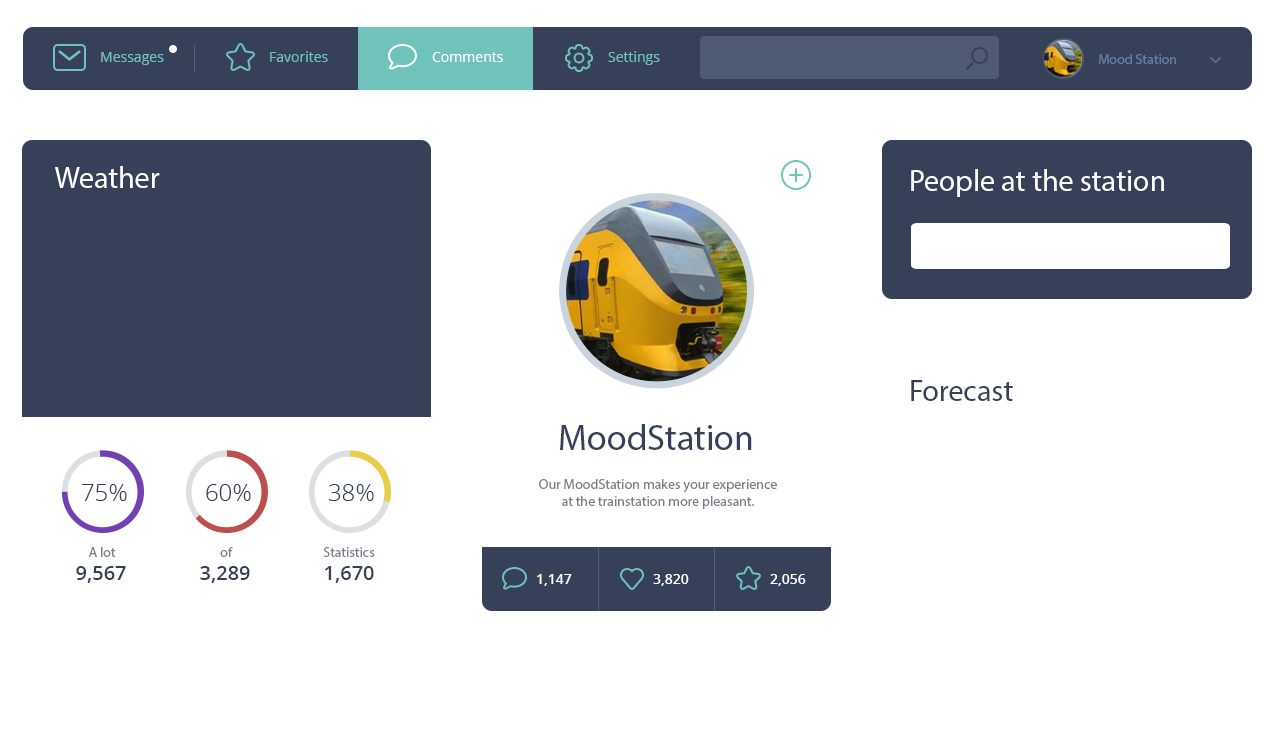 Messages
Favorites
Comments
Settings
Mood Station
Weather
75%
60%
38%
A lot
of
Statistics
9,567
3,289
1,670
MoodStation
Our MoodStation makes your experience
at the trainstation more pleasant.
1,147
3,820
2,056
People at the station
Forecast